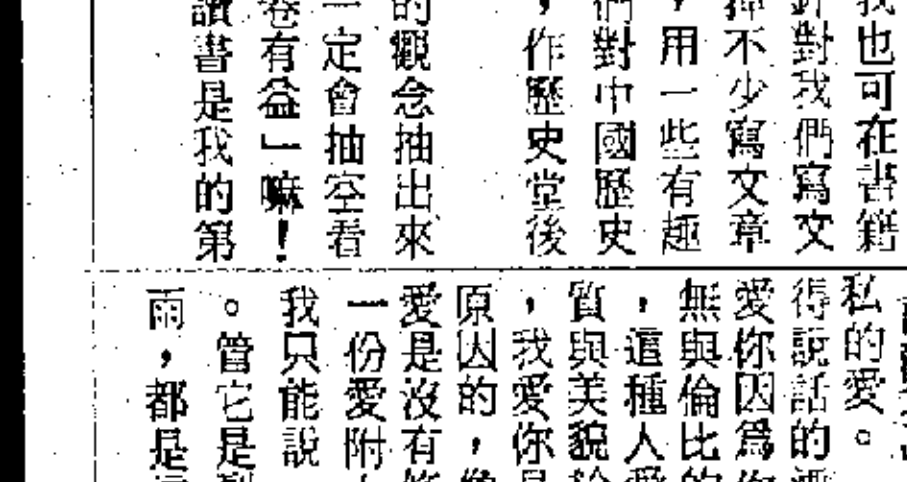 我也可在書籍
針對我們寫文
揮不少寫文章
，用一些有趣
們對中國歷史
，作歷史堂後
的觀念抽出來
一定會抽空看
卷有益」嘛！
讀書是我的第
私的愛。
得說話的
愛你因為你
無與倫比的
，這種人愛
質與美貌於
，我愛你是
原因的，像
愛是沒有
一份愛附
我只能說
。管它是
雨，都是